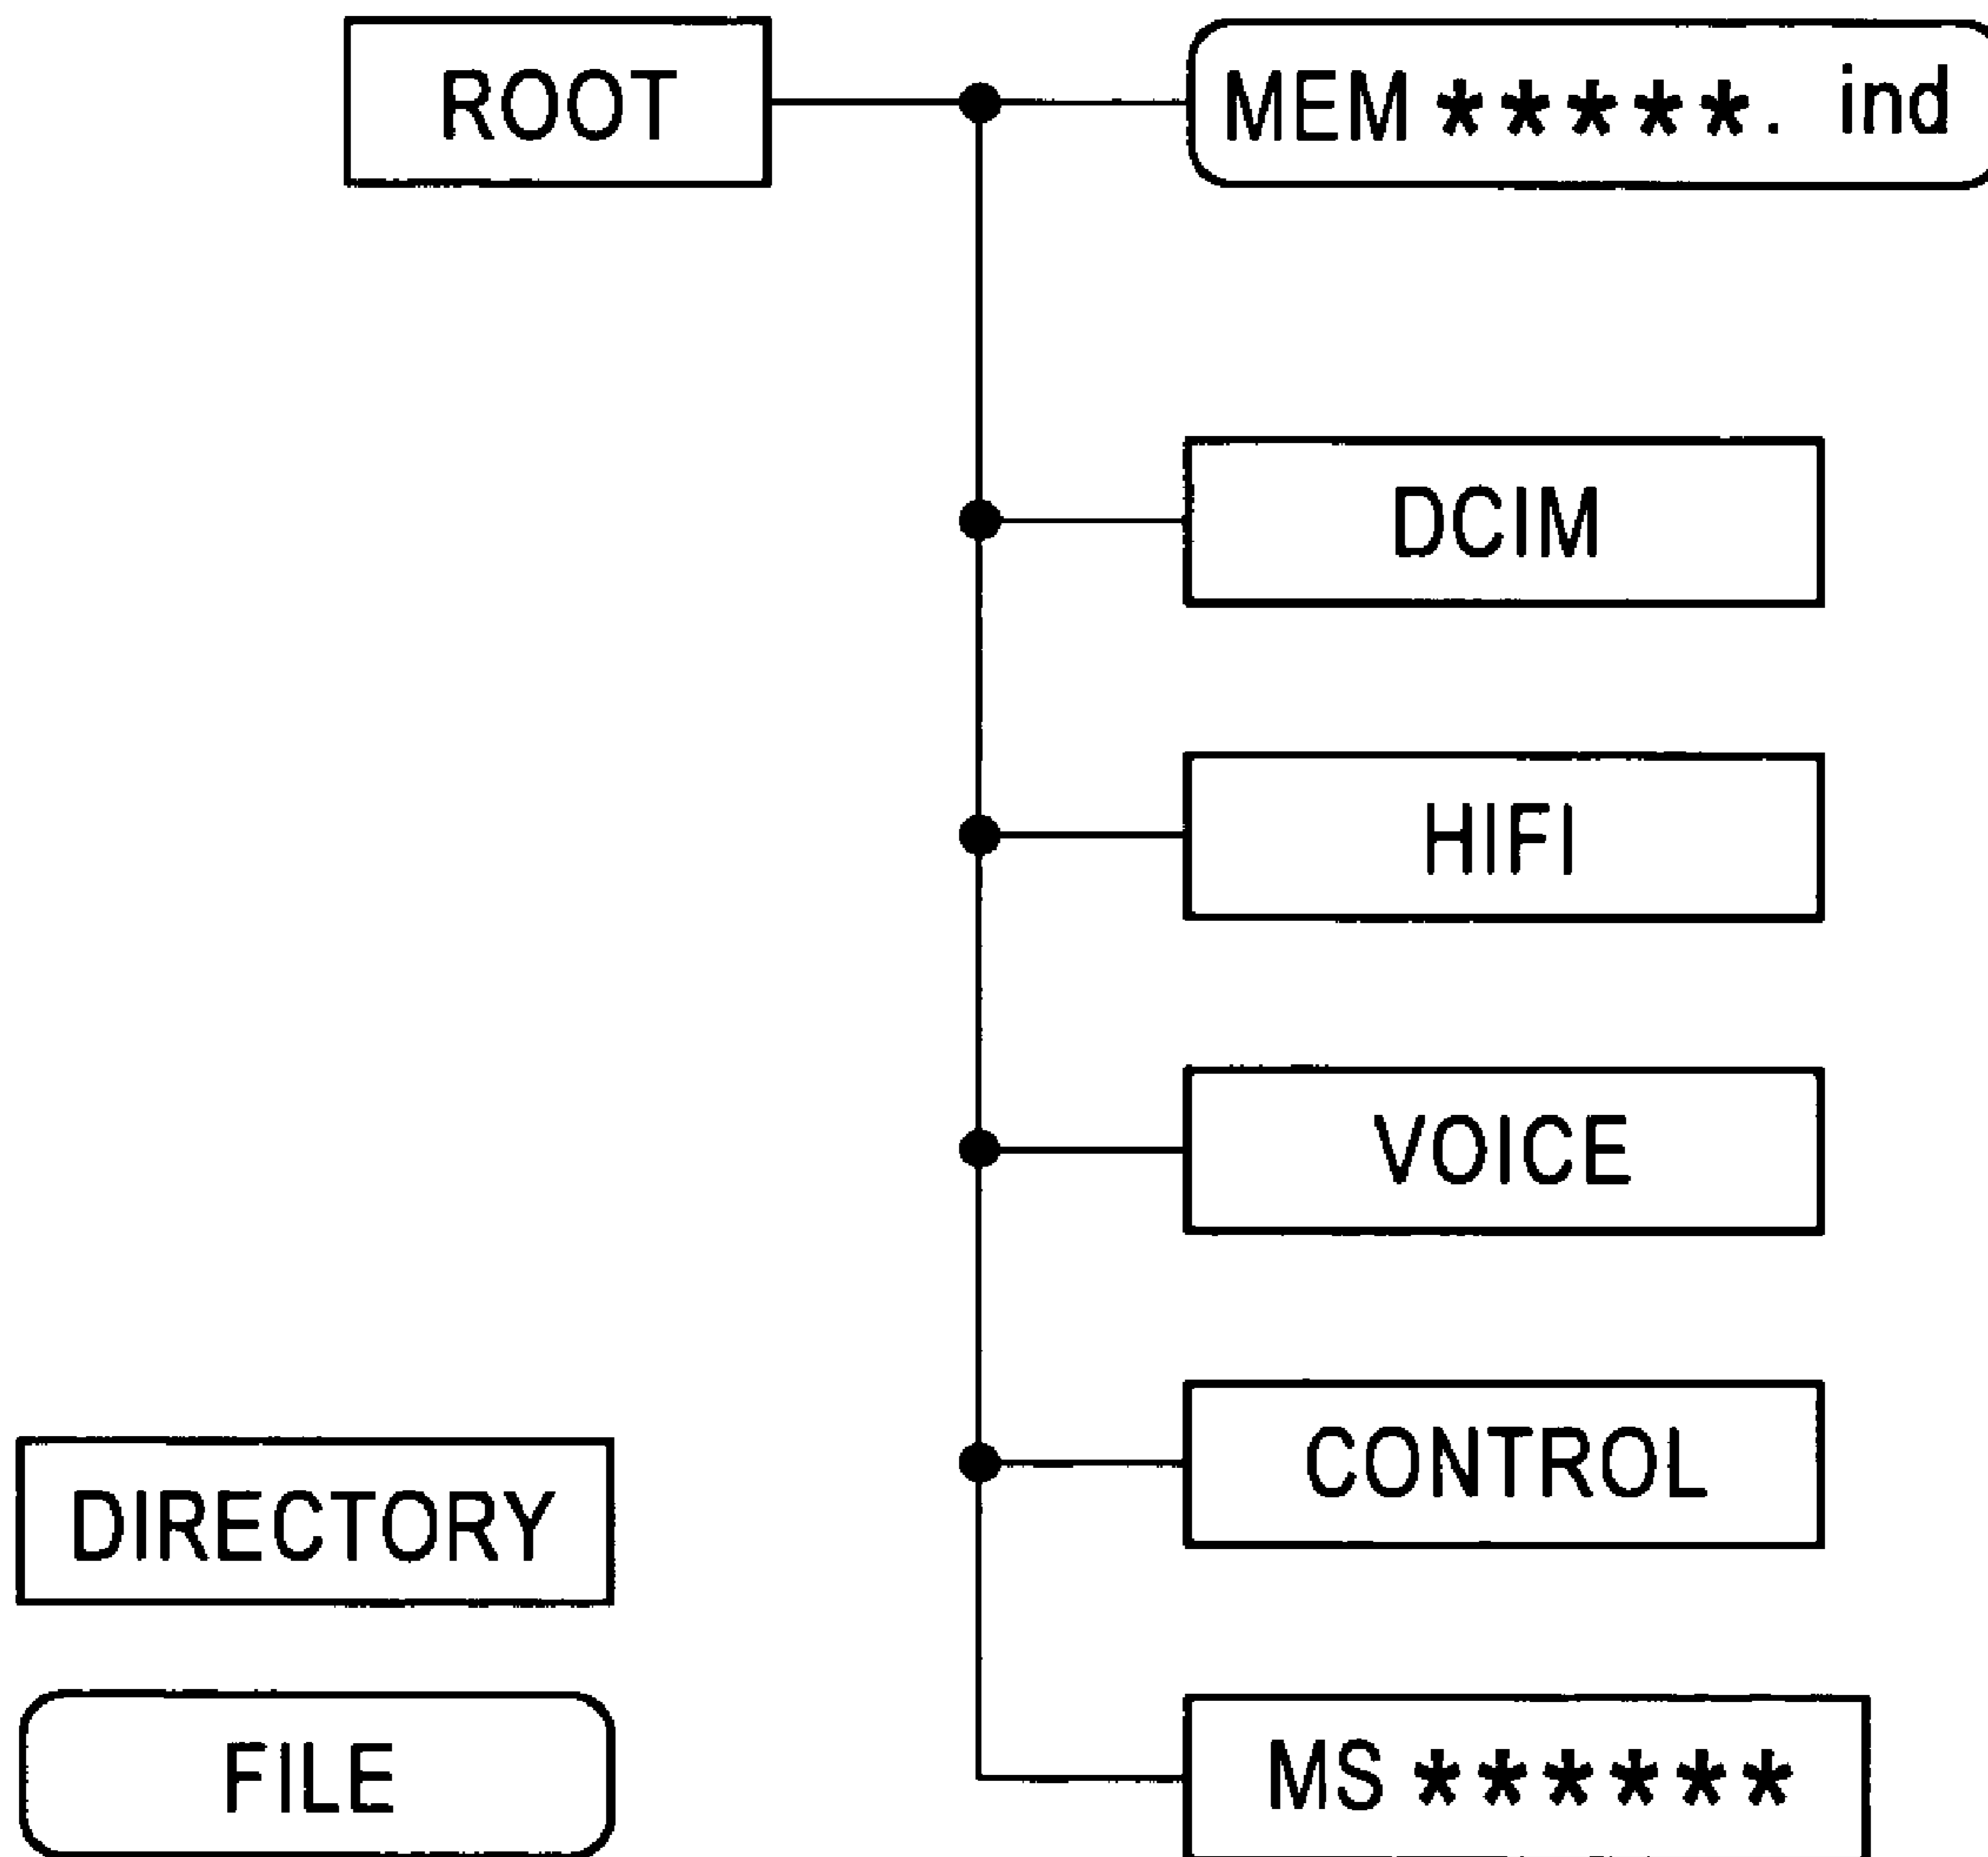 ROOT
MEM*****. ind
DCIM
HIFI
VOICE
CONTROL
DIRECTORY
FILE
MS******